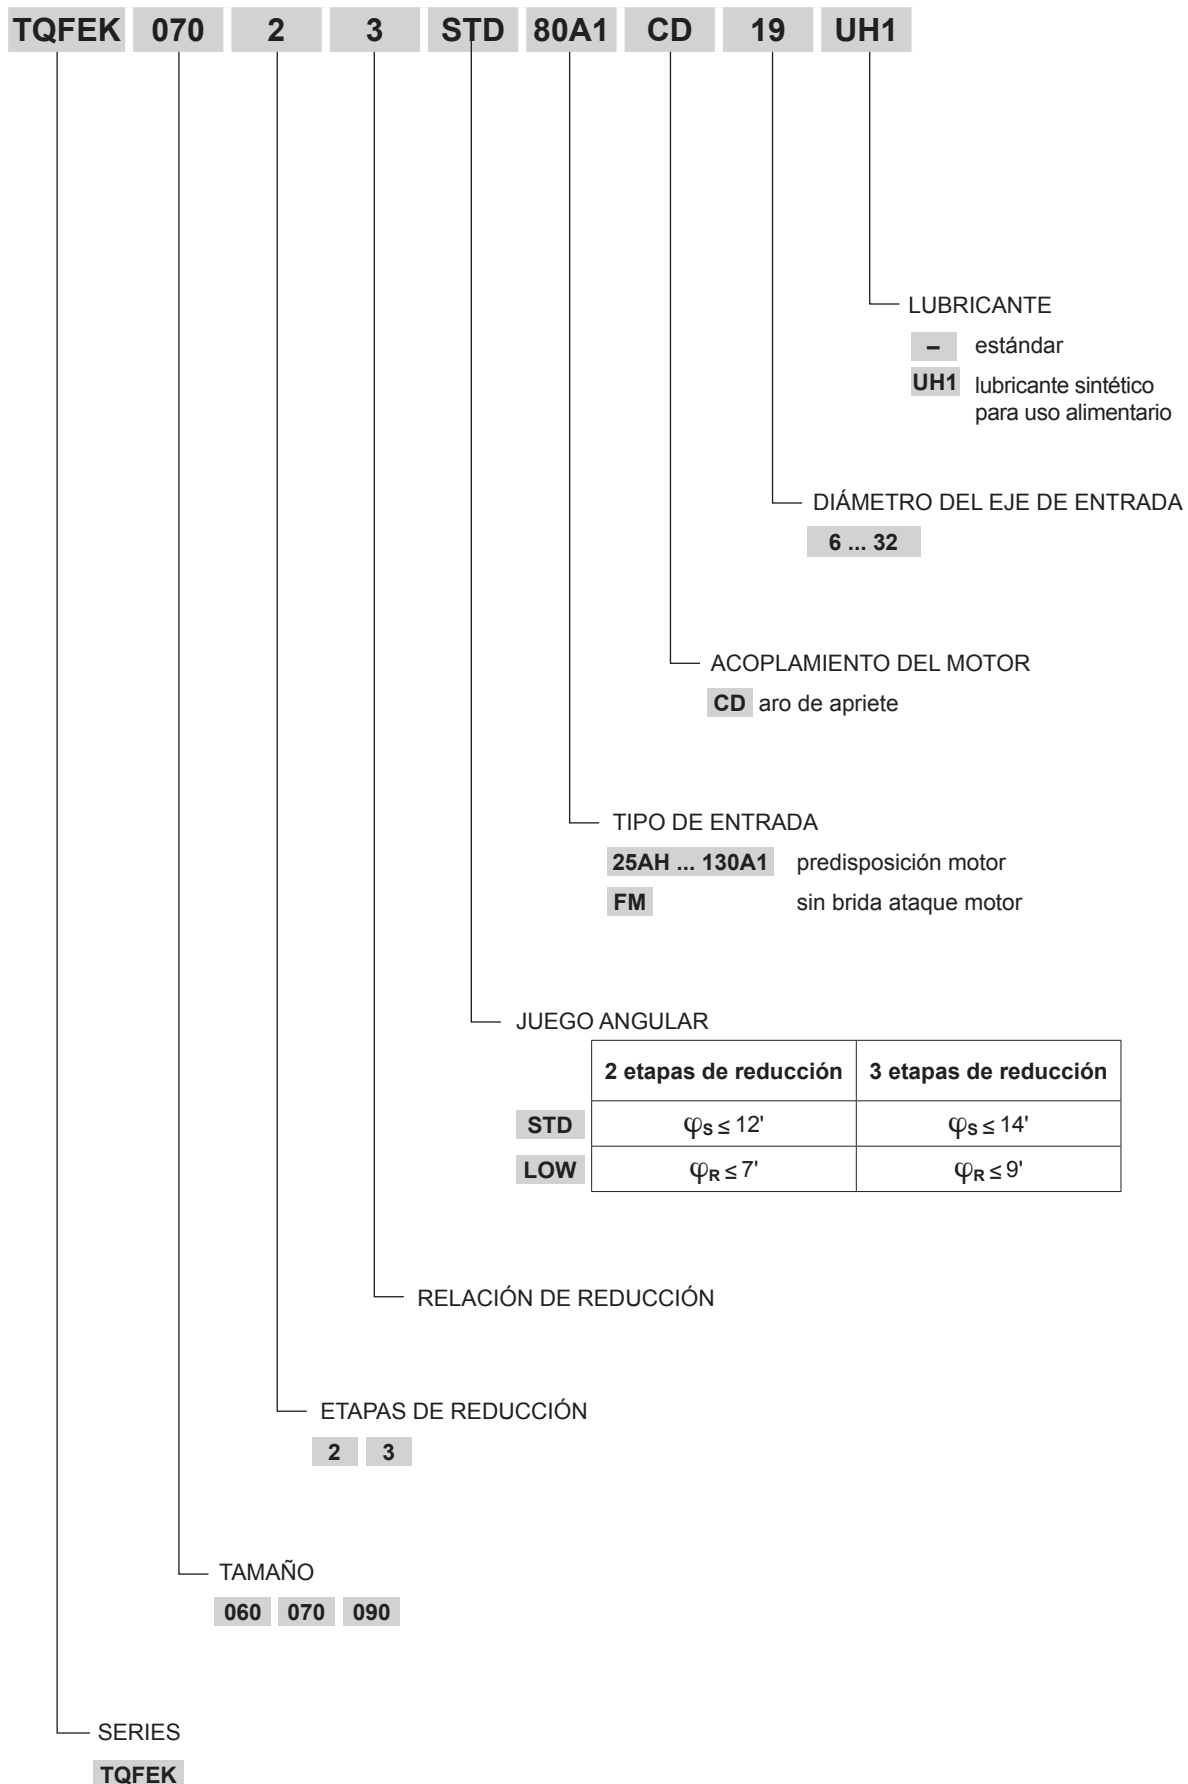 TQFEK 070 2 3 STD 80A1 CD 19 UH1
LUBRICANTE
– estándar
UH1 lubricante sintético
para uso alimentario
DIÁMETRO DEL EJE DE ENTRADA
6 ... 32
ACOPLAMIENTO DEL MOTOR
CD aro de apriete
TIPO DE ENTRADA
25AH ... 130A1 predisposición motor
FM sin brida ataque motor
JUEGO ANGULAR
2 etapas de reducción 3 etapas de reducción
STD φS ≤ 12' φS ≤ 14'
LOW φR ≤ 7' φR ≤ 9'
RELACIÓN DE REDUCCIÓN
ETAPAS DE REDUCCIÓN
2 3
TAMAÑO
060 070 090
SERIES
TQFEK